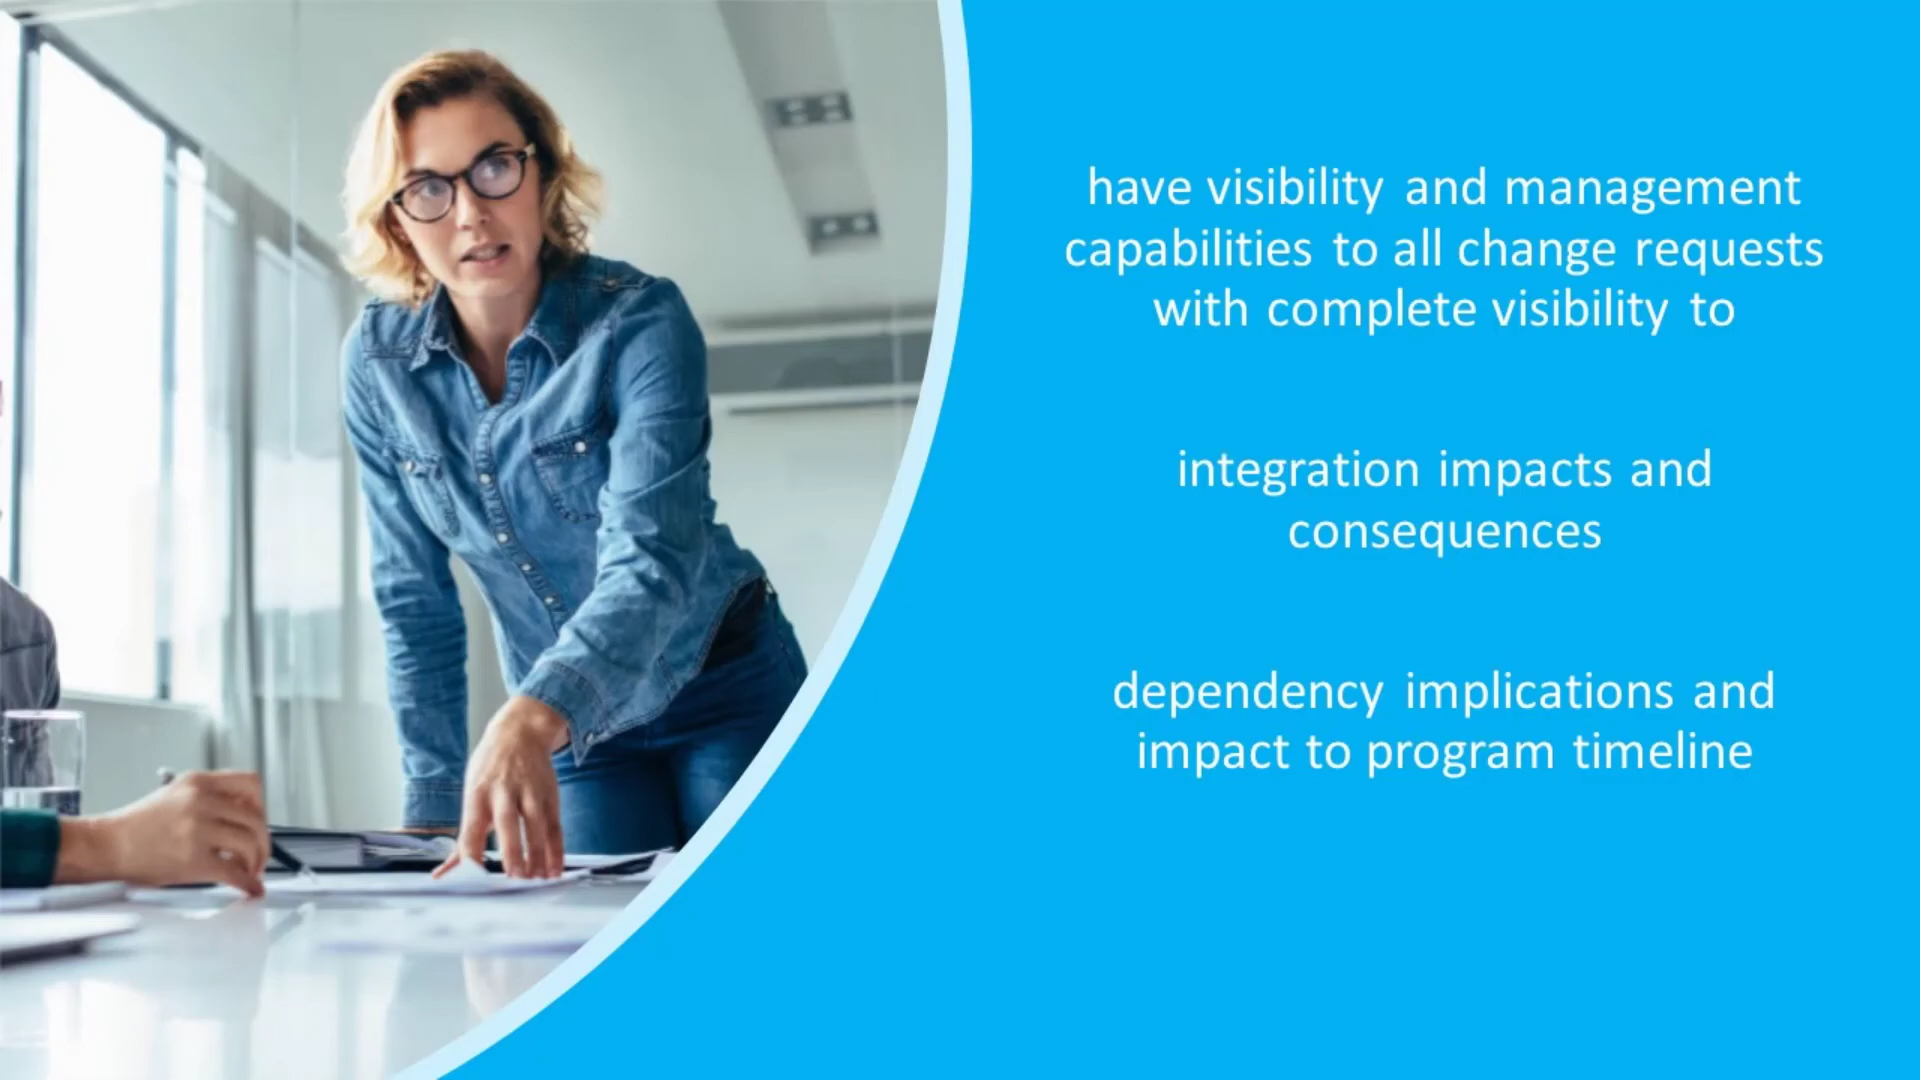 have visibility and management
capabilities to all change requests
with complete visibility to
integration impacts and
consequences
dependency implications and
impact to program timeline